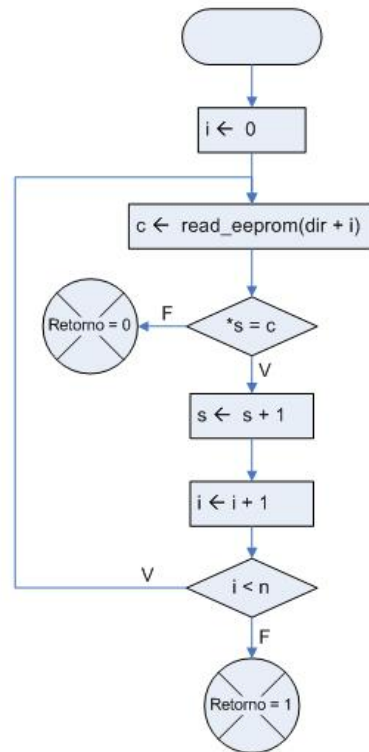 i ← 0
c ← read_eeprom(dir + i)
*s = c
F
Retorno = 0
V
s ← s + 1
i ← i + 1
i < n
V
F
Retorno = 1